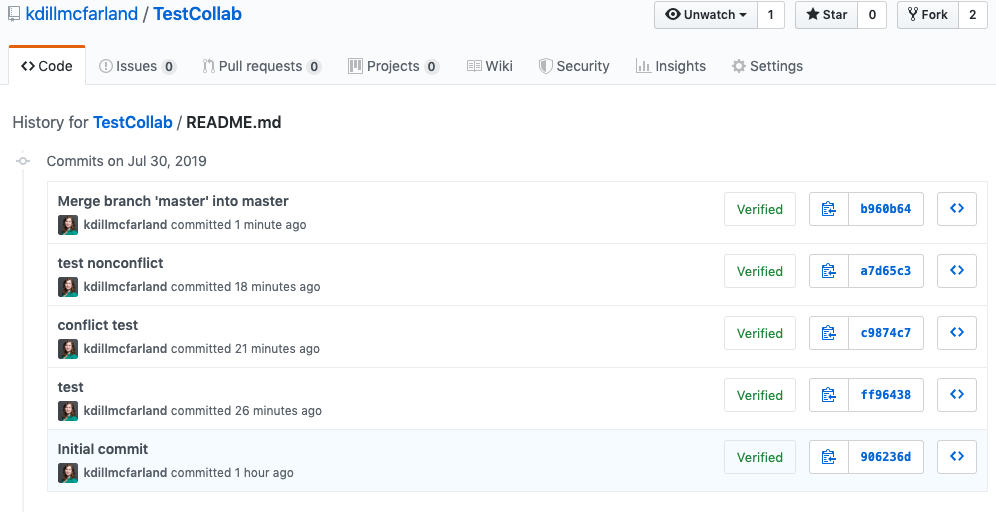 kdillmcfarland / TestCollab
Unwatch 1 Star 0 Fork 2
Code Issues 0 Pull requests 0 Projects 0 Wiki Security Insights Settings
History for TestCollab / README.md
Commits on Jul 30, 2019
Merge branch 'master' into master
kdillmcfarland committed 1 minute ago
Verified b960b64
test nonconflict
kdillmcfarland committed 18 minutes ago
Verified a7d65c3
conflict test
kdillmcfarland committed 21 minutes ago
Verified c9874c7
test
kdillmcfarland committed 26 minutes ago
Verified ff96438
Initial commit
kdillmcfarland committed 1 hour ago
Verified 906236d